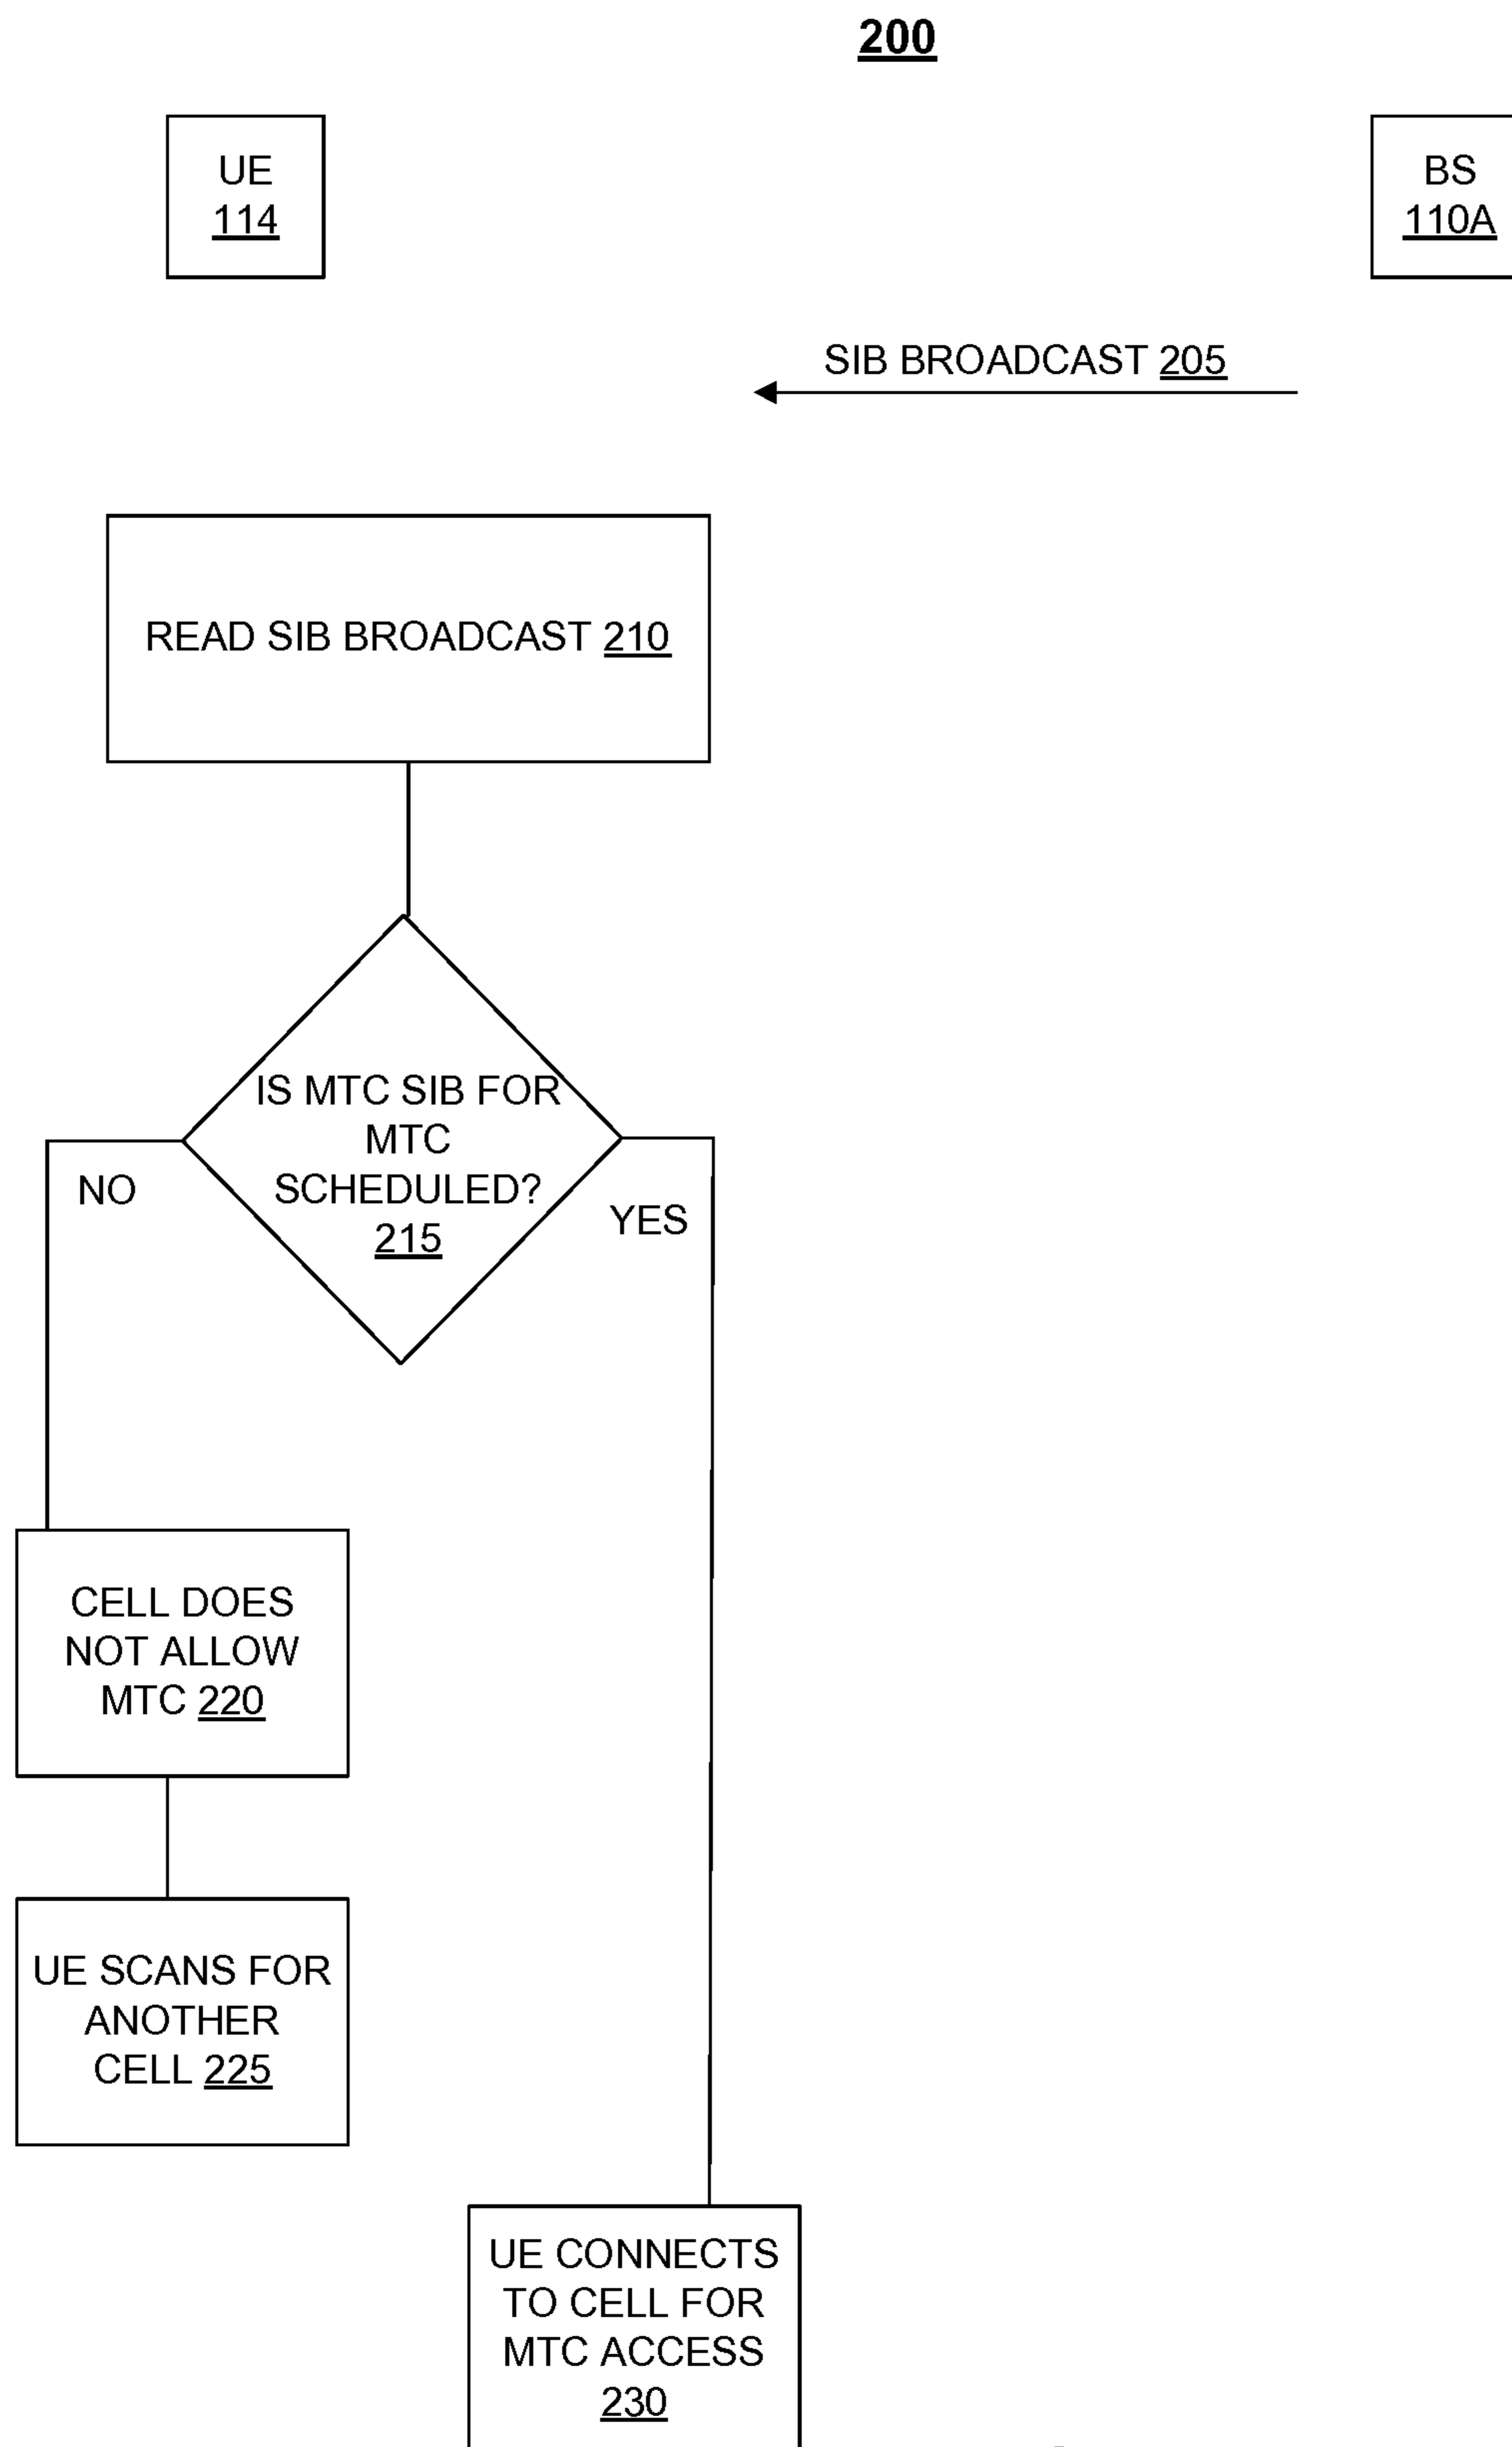 200
UE
114
BS
110A
SIB BROADCAST 205
READ SIB BROADCAST 210
IS MTC SIB FOR
MTC
SCHEDULED?
215
NO
YES
CELL DOES
NOT ALLOW
MTC 220
UE SCANS FOR
ANOTHER
CELL 225
UE CONNECTS
TO CELL FOR
MTC ACCESS
230